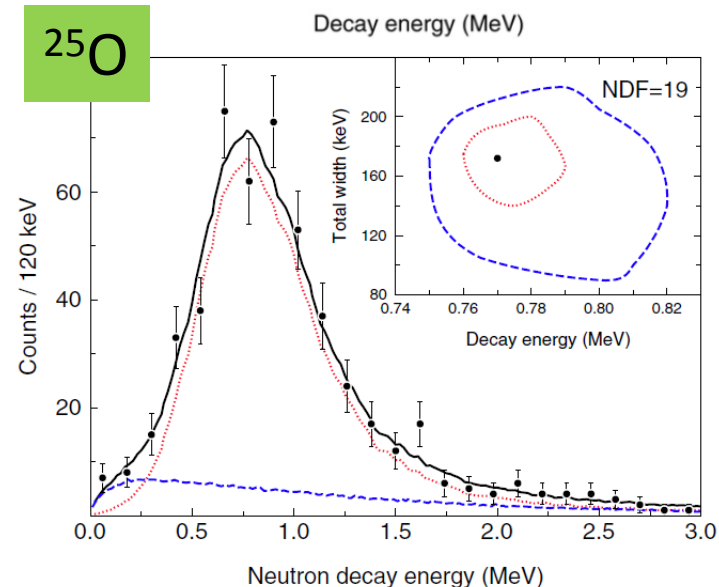 Decay energy (MeV)
²⁵O
NDF=19
Total width (keV)
200
160
120
80
0.74 0.76 0.78 0.80 0.82
Decay energy (MeV)
Counts / 120 keV
60
40
20
0.0 0.5 1.0 1.5 2.0 2.5 3.0
Neutron decay energy (MeV)